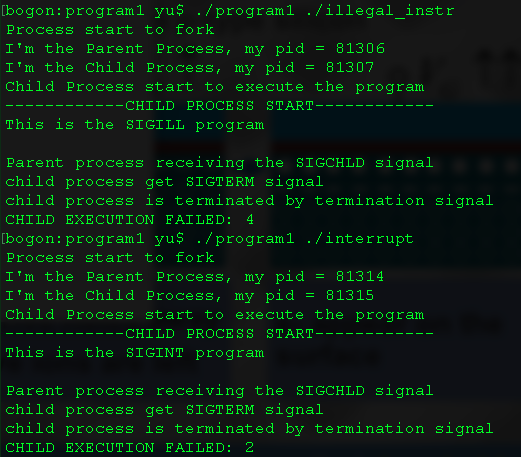 [bogon:program1 yu$ ./program1 ./illegal_instr
Process start to fork
I'm the Parent Process, my pid = 81306
I'm the Child Process, my pid = 81307
Child Process start to execute the program
------------CHILD PROCESS START------------
This is the SIGILL program
Parent process receiving the SIGCHLD signal
child process get SIGTERM signal
child process is terminated by termination signal
CHILD EXECUTION FAILED: 4
[bogon:program1 yu$ ./program1 ./interrupt
Process start to fork
I'm the Parent Process, my pid = 81314
I'm the Child Process, my pid = 81315
Child Process start to execute the program
------------CHILD PROCESS START------------
This is the SIGINT program
Parent process receiving the SIGCHLD signal
child process get SIGTERM signal
child process is terminated by termination signal
CHILD EXECUTION FAILED: 2